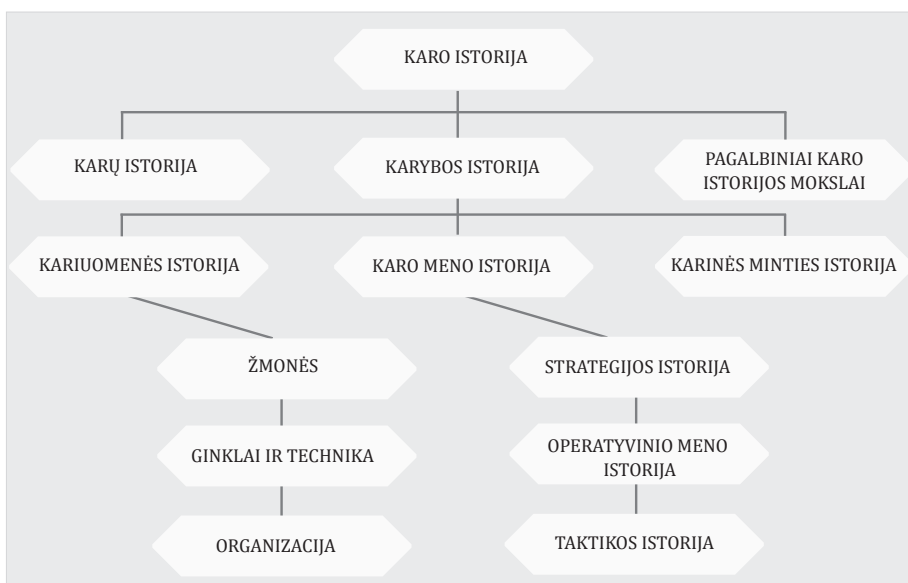 KARO ISTORIJA
KARŲ ISTORIJA
KARYBOS ISTORIJA
PAGALBINIAI KARO
ISTORIJOS MOKSLAI
KARIUOMENĖS ISTORIJA
KARO MENO ISTORIJA
KARINĖS MINTIES ISTORIJA
ŽMONĖS
STRATEGIJOS ISTORIJA
GINKLAI IR TECHNIKA
OPERATYVINIO MENO
ISTORIJA
ORGANIZACIJA
TAKTIKOS ISTORIJA